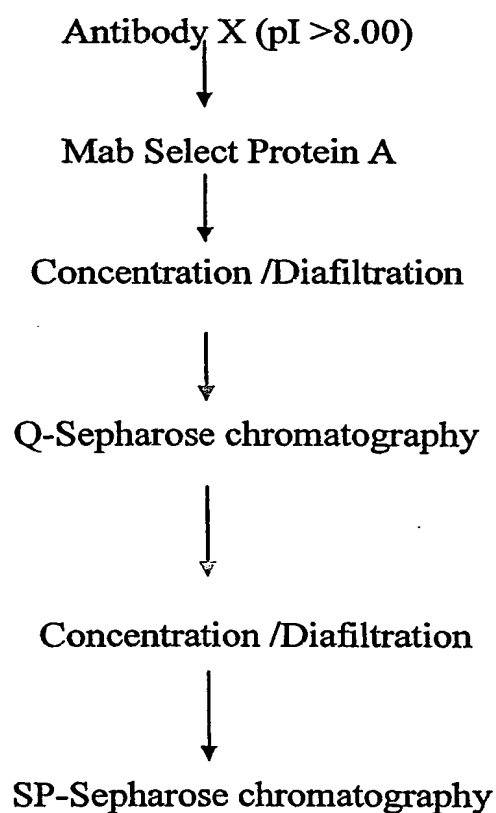 Antibody X (pI >8.00)
Mab Select Protein A
Concentration /Diafiltration
Q-Sepharose chromatography
Concentration /Diafiltration
SP-Sepharose chromatography